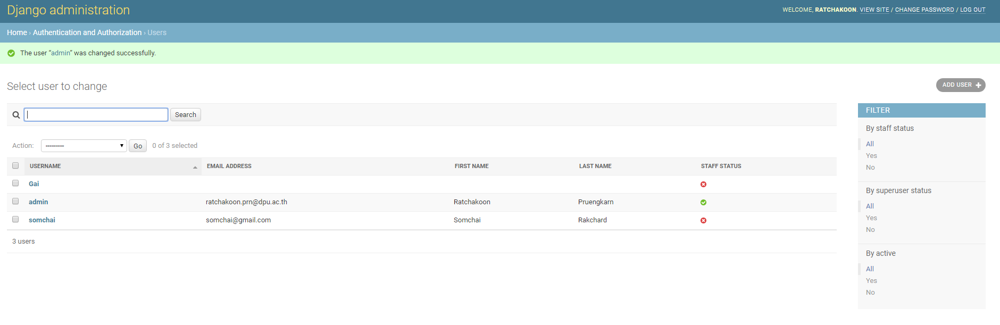 Django administration
WELCOME, RATCHAKOON. VIEW SITE / CHANGE PASSWORD / LOG OUT
Home › Authentication and Authorization › Users
The user “admin” was changed successfully.
Select user to change
ADD USER
Search
Action: --------- Go 0 of 3 selected
USERNAME EMAIL ADDRESS FIRST NAME LAST NAME STAFF STATUS
Gai
admin ratchakoon.prn@dpu.ac.th Ratchakoon Pruengkarn
somchai somchai@gmail.com Somchai Rakchard
3 users
FILTER
By staff status
All
Yes
No
By superuser status
All
Yes
No
By active
All
Yes
No